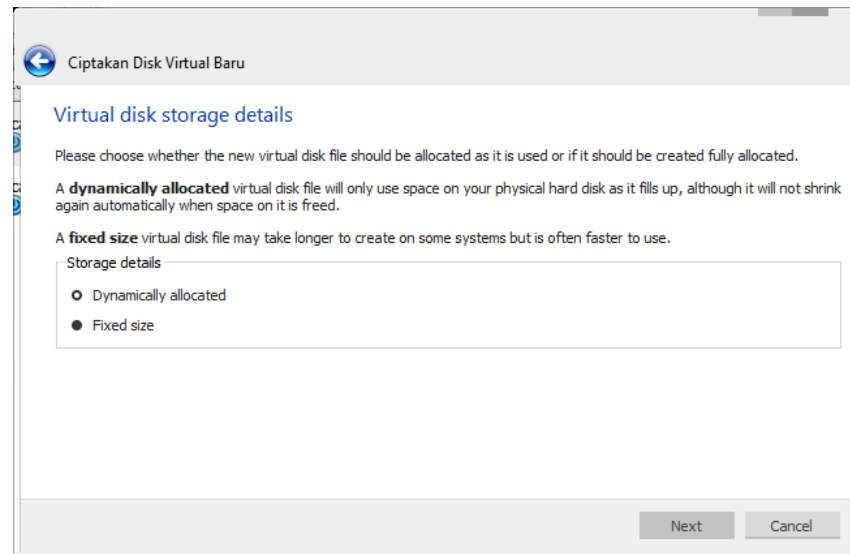 Ciptakan Disk Virtual Baru
Virtual disk storage details
Please choose whether the new virtual disk file should be allocated as it is used or if it should be created fully allocated.
A dynamically allocated virtual disk file will only use space on your physical hard disk as it fills up, although it will not shrink
again automatically when space on it is freed.
A fixed size virtual disk file may take longer to create on some systems but is often faster to use.
Storage details
Dynamically allocated
Fixed size
Next Cancel